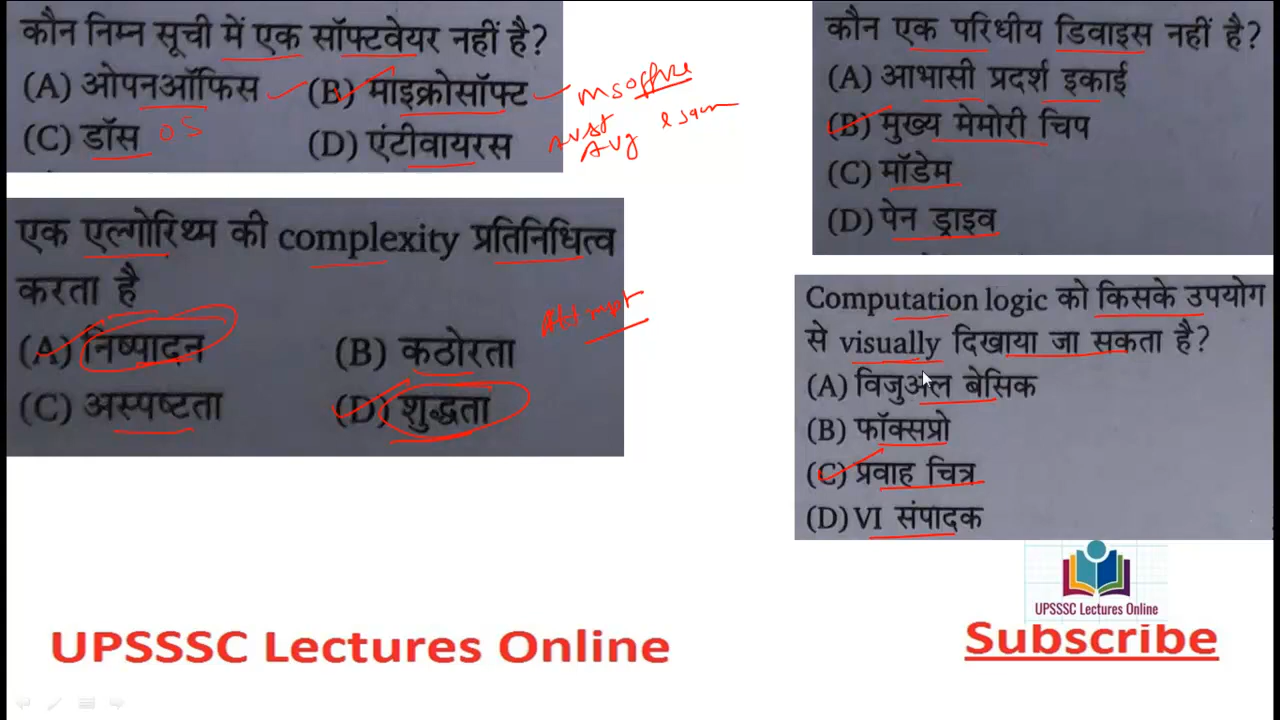 कौन निम्न सूची में एक सॉफ्टवेयर नहीं है?
(A) ओपनऑफिस (B) माइक्रोसॉफ्ट
(C) डॉस (D) एंटीवायरस
OS
MS office
Avst
Avg
एक एल्गोरिथ्म की complexity प्रतिनिधित्व
करता है
(A) निष्पादन (B) कठोरता
(C) अस्पष्टता (D) शुद्धता
कौन एक परिधीय डिवाइस नहीं है?
(A) आभासी प्रदर्श इकाई
(B) मुख्य मेमोरी चिप
(C) मॉडेम
(D) पेन ड्राइव
Computation logic को किसके उपयोग
से visually दिखाया जा सकता है?
(A) विजुअल बेसिक
(B) फॉक्सप्रो
(C) प्रवाह चित्र
(D) VI संपादक
UPSSSC Lectures Online
Subscribe
UPSSSC Lectures Online